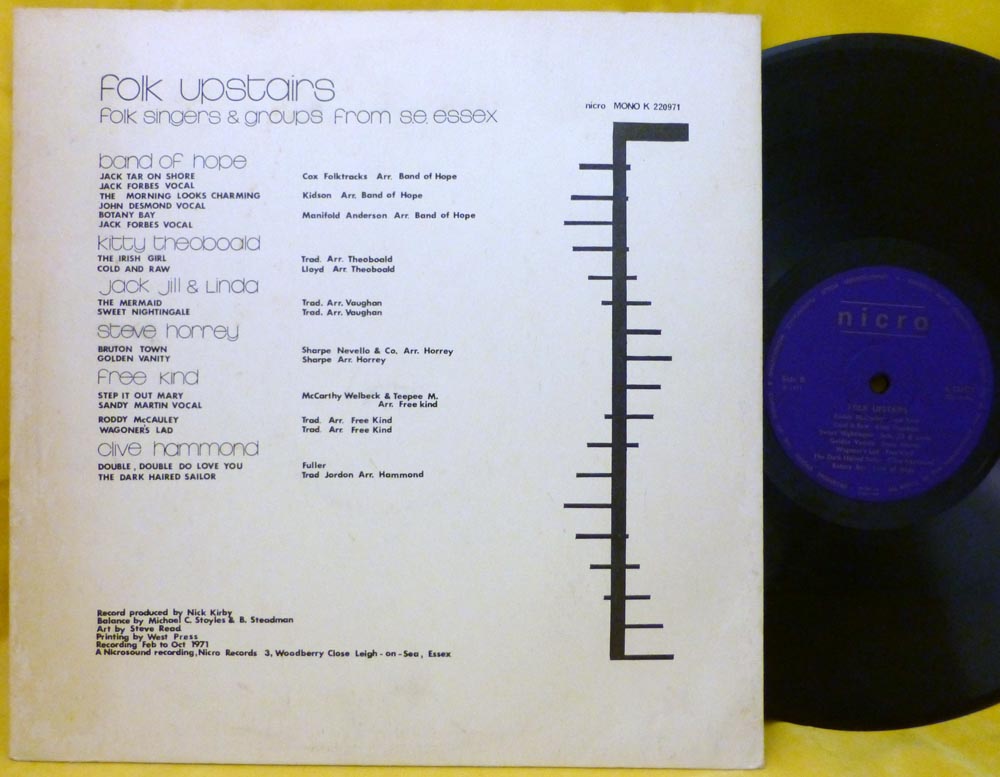 folk upstairs
folk singers & groups from s.e. essex
nicro MONO K 220971
band of hope
JACK TAR ON SHORE Cox Folktracks Arr. Band of Hope
JACK FORBES VOCAL
THE MORNING LOOKS CHARMING Kidson Arr. Band of Hope
JOHN DESMOND VOCAL
BOTANY BAY Manifold Anderson Arr. Band of Hope
JACK FORBES VOCAL
kitty theoboald
THE IRISH GIRL Trad. Arr. Theoboald
COLD AND RAW Lloyd Arr. Theoboald
jack jill & linda
THE MERMAID Trad. Arr. Vaughan
SWEET NIGHTINGALE Trad. Arr. Vaughan
steve horrey
BRUTON TOWN Sharpe Nevello & Co. Arr. Horrey
GOLDEN VANITY Sharpe Arr. Horrey
free kind
STEP IT OUT MARY McCarthy Welbeck & Teepee M.
SANDY MARTIN VOCAL Arr. Free kind
RODDY McCAULEY Trad. Arr. Free Kind
WAGONER'S LAD Trad. Arr. Free Kind
clive hammond
DOUBLE, DOUBLE DO LOVE YOU Fuller
THE DARK HAIRED SAILOR Trad Jordon Arr. Hammond
Record produced by Nick Kirby
Balance by Michael C. Stoyles & B. Steadman
Art by Steve Read
Printing by West Press
Recording Feb to Oct 1971
A Nicrosound recording, Nicro Records 3, Woodberry Close Leigh-on-Sea, Essex
nicro
Side B
FOLK UPSTAIRS